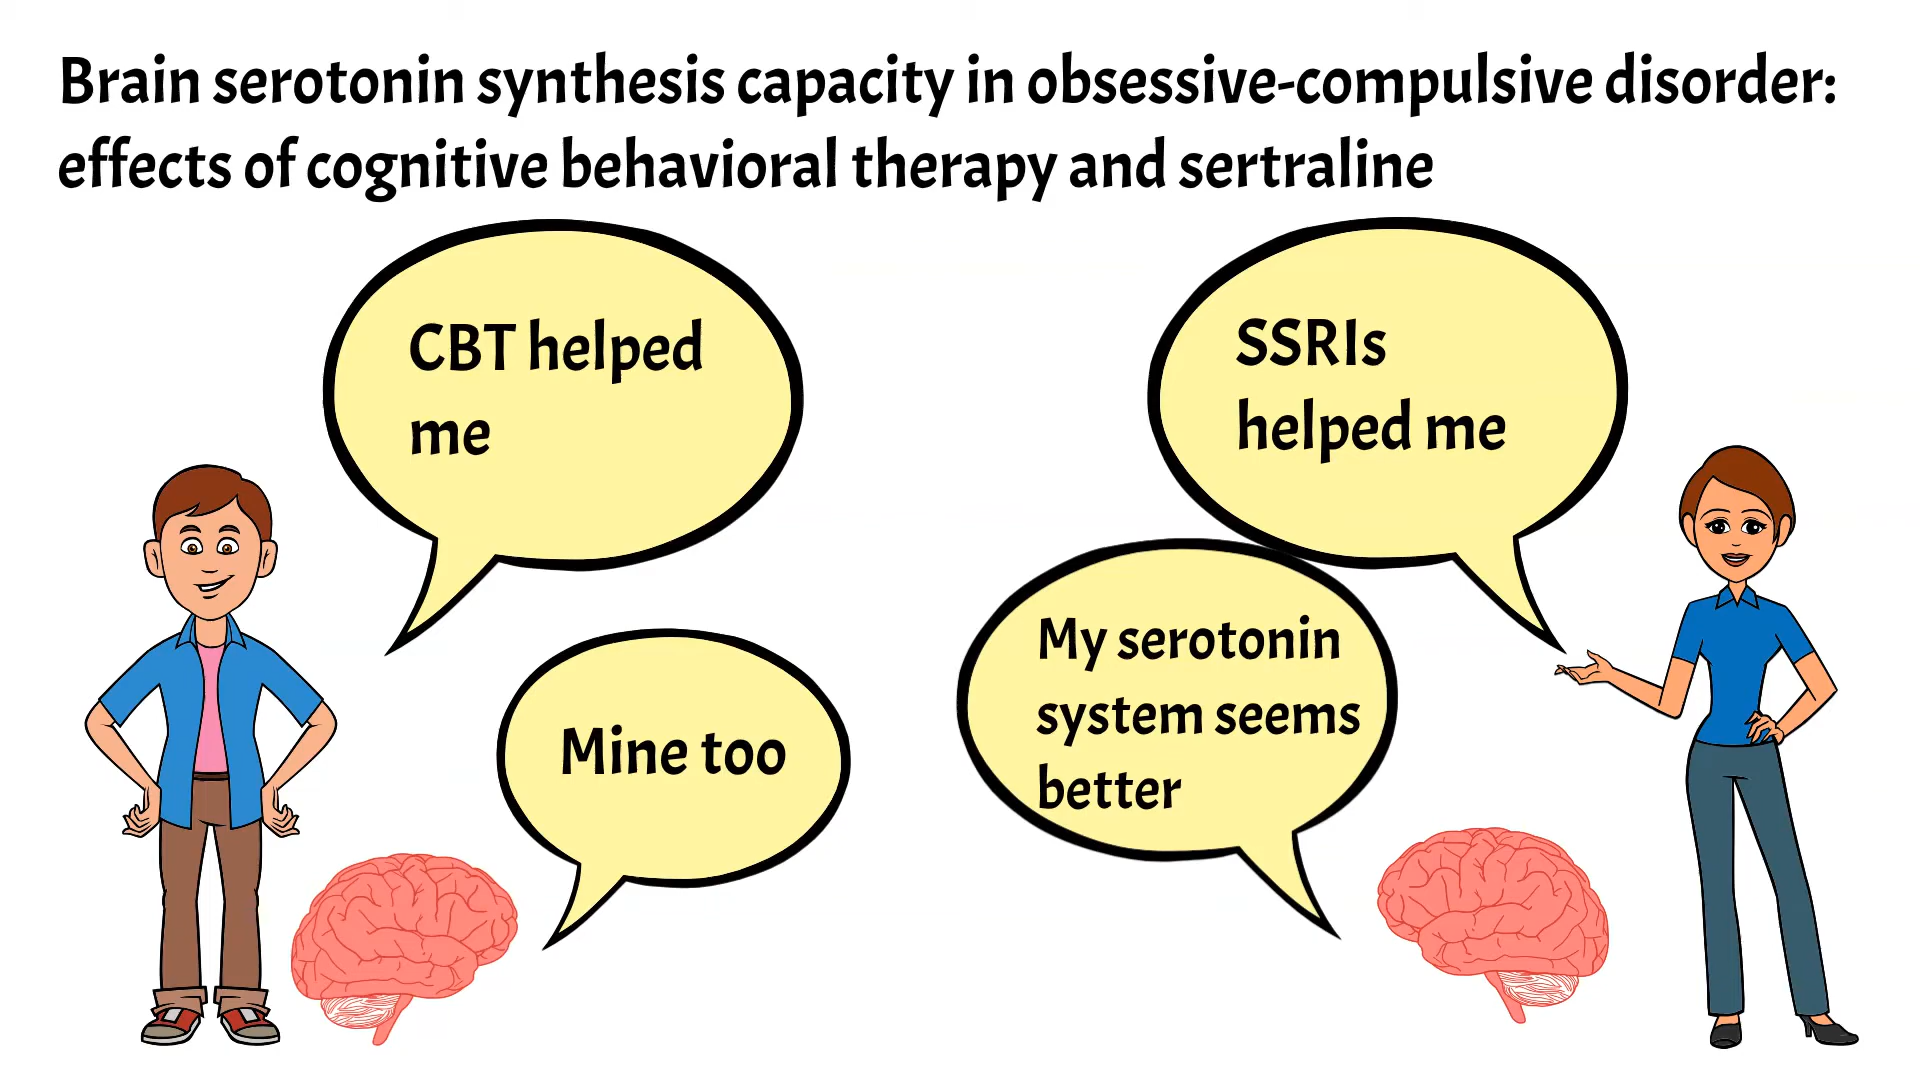 Brain serotonin synthesis capacity in obsessive-compulsive disorder:
effects of cognitive behavioral therapy and sertraline
CBT helped
me
SSRIs
helped me
My serotonin
system seems
better
Mine too